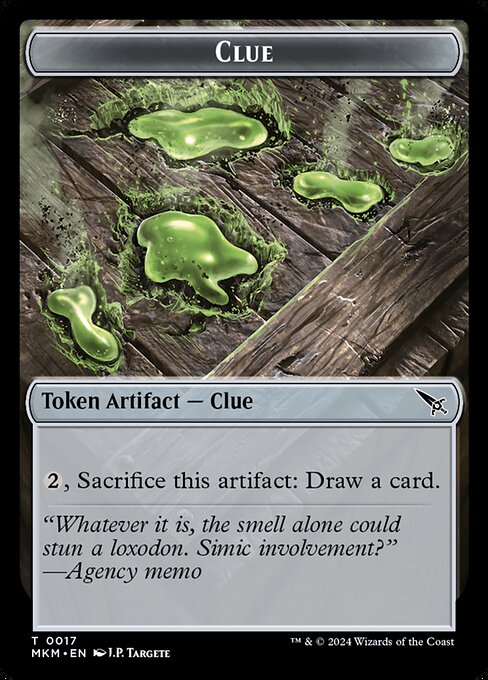 Clue
Token Artifact — Clue
2, Sacrifice this artifact: Draw a card.
“Whatever it is, the smell alone could
stun a loxodon. Simic involvement?”
—Agency memo
T 0017
MKM • EN J.P. Targete
™ & © 2024 Wizards of the Coast